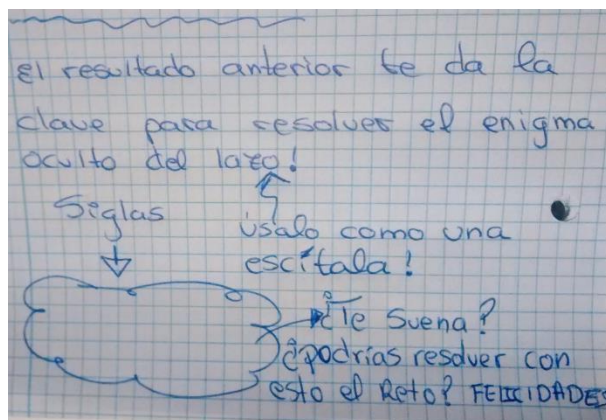 el resultado anterior te da la
clave para resolver el enigma
oculto del lazo!
Siglas
úsalo como una
escítala!
¿Te suena?
¿podrías resolver con
esto el Reto? FELICIDADES